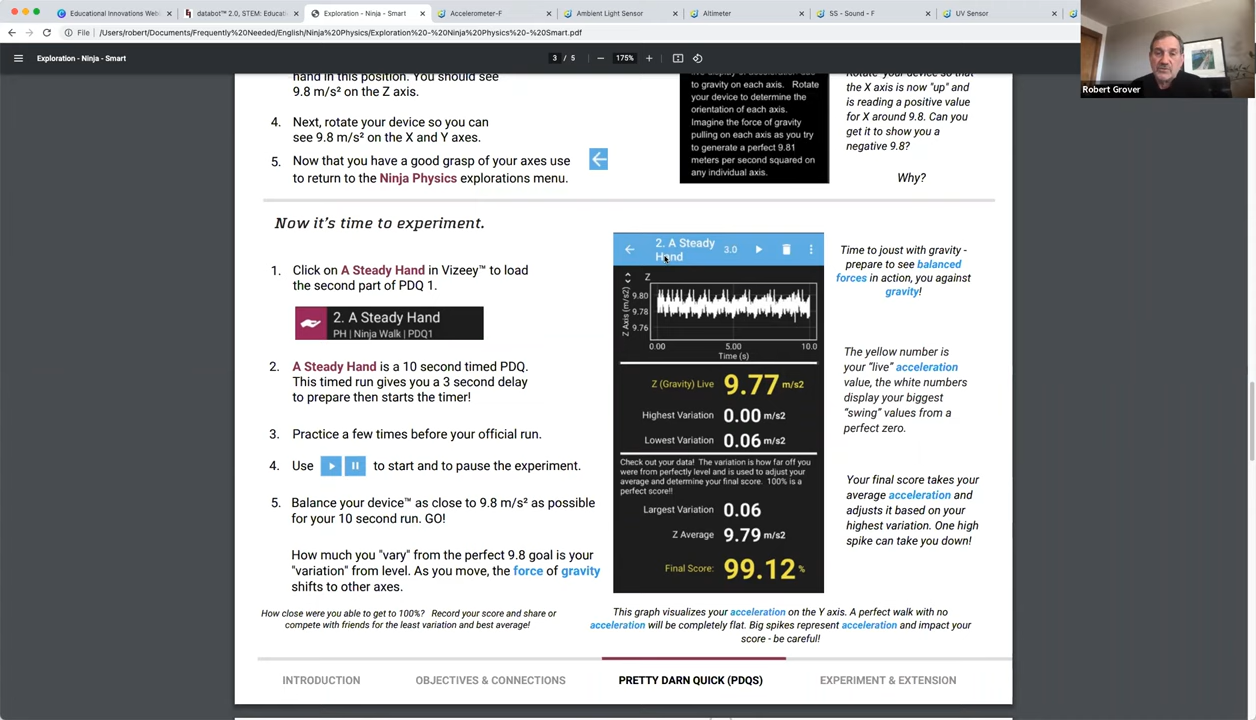 Educational Innovations Web
databot™ 2.0, STEM: Educati
Exploration - Ninja - Smart
Accelerometer-F
Ambient Light Sensor
Altimeter
SS - Sound - F
UV Sensor
File
/Users/robert/Documents/Frequently%20Needed/English/Ninja%20Physics/Exploration%20-%20Ninja%20Physics%20-%20Smart.pdf
Exploration - Ninja - Smart
3 / 5
175%
Robert Grover
hand in this position. You should see
9.8 m/s² on the Z axis.
4. Next, rotate your device so you can
see 9.8 m/s² on the X and Y axes.
5. Now that you have a good grasp of your axes use
to return to the Ninja Physics explorations menu.
to gravity on each axis. Rotate
your device to determine the
orientation of each axis.
Imagine the force of gravity
pulling on each axis as you try
to generate a perfect 9.81
meters per second squared on
any individual axis.
Rotate your device so that
the X axis is now "up" and
is reading a positive value
for X around 9.8. Can you
get it to show you a
negative 9.8?
Why?
Now it's time to experiment.
1. Click on A Steady Hand in Vizeey™ to load
the second part of PDQ 1.
2. A Steady Hand
PH | Ninja Walk | PDQ1
2. A Steady Hand is a 10 second timed PDQ.
This timed run gives you a 3 second delay
to prepare then starts the timer!
3. Practice a few times before your official run.
4. Use to start and to pause the experiment.
5. Balance your device™ as close to 9.8 m/s² as possible
for your 10 second run. GO!
How much you "vary" from the perfect 9.8 goal is your
"variation" from level. As you move, the force of gravity
shifts to other axes.
How close were you able to get to 100%? Record your score and share or
compete with friends for the least variation and best average!
2. A Steady
Hand
3.0
Z
Z Axis (m/s2)
9.80
9.78
9.76
0.00 5.00 10.0
Time (s)
Z (Gravity) Live 9.77 m/s2
Highest Variation 0.00 m/s2
Lowest Variation 0.06 m/s2
Check out your data! The variation is how far off you
were from perfectly level and is used to adjust your
average and determine your final score. 100% is a
perfect score!!
Largest Variation 0.06
Z Average 9.79 m/s2
Final Score: 99.12 %
Time to joust with gravity -
prepare to see balanced
forces in action, you against
gravity!
The yellow number is
your "live" acceleration
value, the white numbers
display your biggest
"swing" values from a
perfect zero.
Your final score takes your
average acceleration and
adjusts it based on your
highest variation. One high
spike can take you down!
This graph visualizes your acceleration on the Y axis. A perfect walk with no
acceleration will be completely flat. Big spikes represent acceleration and impact your
score - be careful!
INTRODUCTION
OBJECTIVES & CONNECTIONS
PRETTY DARN QUICK (PDQS)
EXPERIMENT & EXTENSION